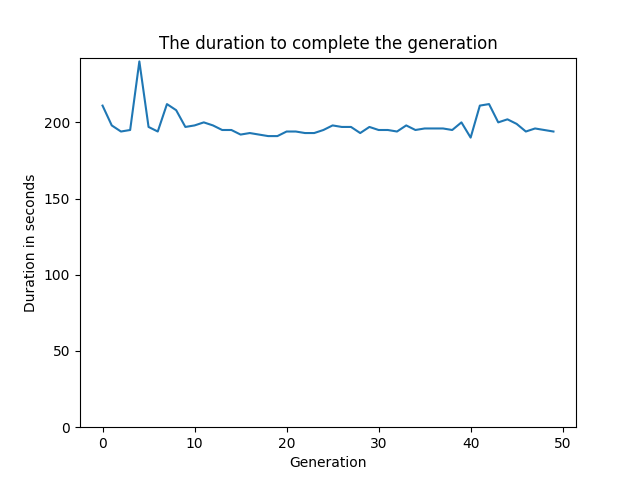 The duration to complete the generation
200
150
100
50
0
Duration in seconds
0 10 20 30 40 50
Generation